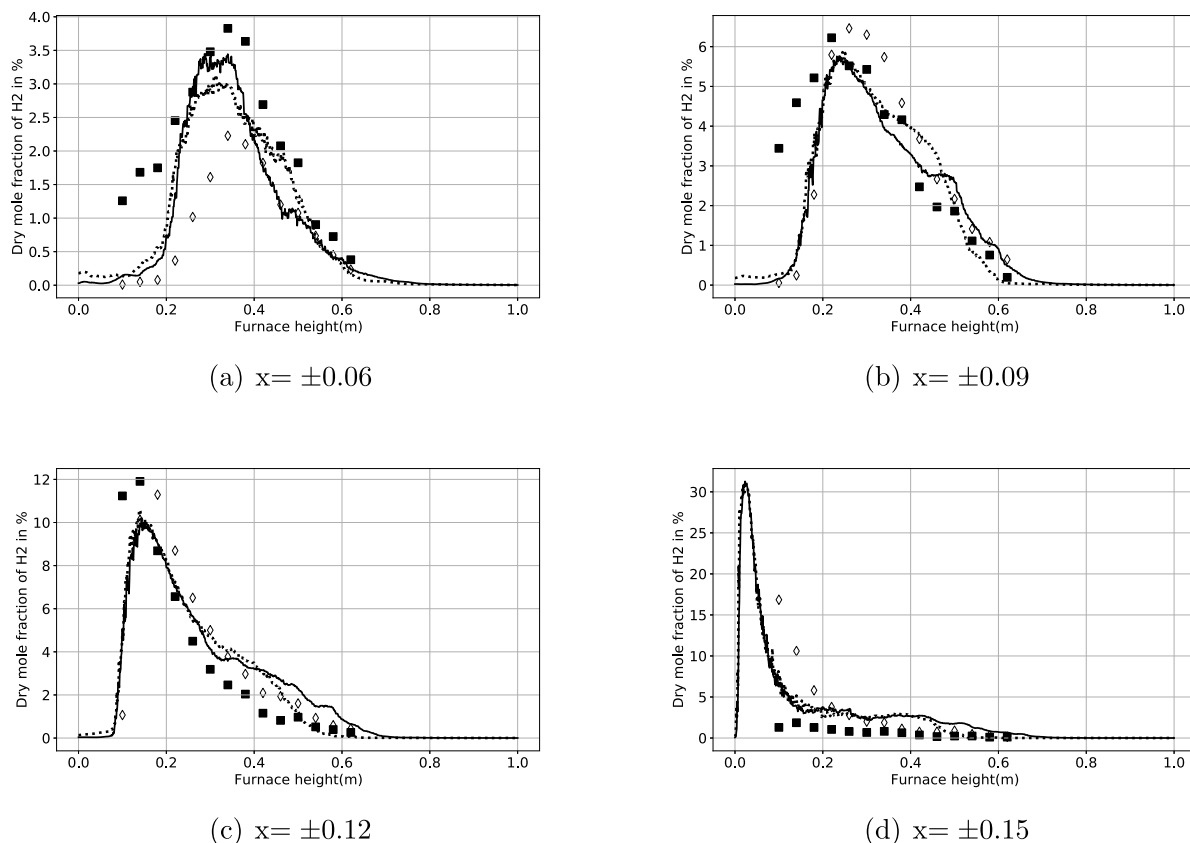 Dry mole fraction of H2 in %
4.0
3.5
3.0
2.5
2.0
1.5
1.0
0.5
0.0
0.0 0.2 0.4 0.6 0.8 1.0
Furnace height(m)
(a) x= ±0.06
Dry mole fraction of H2 in %
6
5
4
3
2
1
0
0.0 0.2 0.4 0.6 0.8 1.0
Furnace height(m)
(b) x= ±0.09
Dry mole fraction of H2 in %
12
10
8
6
4
2
0
0.0 0.2 0.4 0.6 0.8 1.0
Furnace height(m)
(c) x= ±0.12
Dry mole fraction of H2 in %
30
25
20
15
10
5
0
0.0 0.2 0.4 0.6 0.8 1.0
Furnace height(m)
(d) x= ±0.15